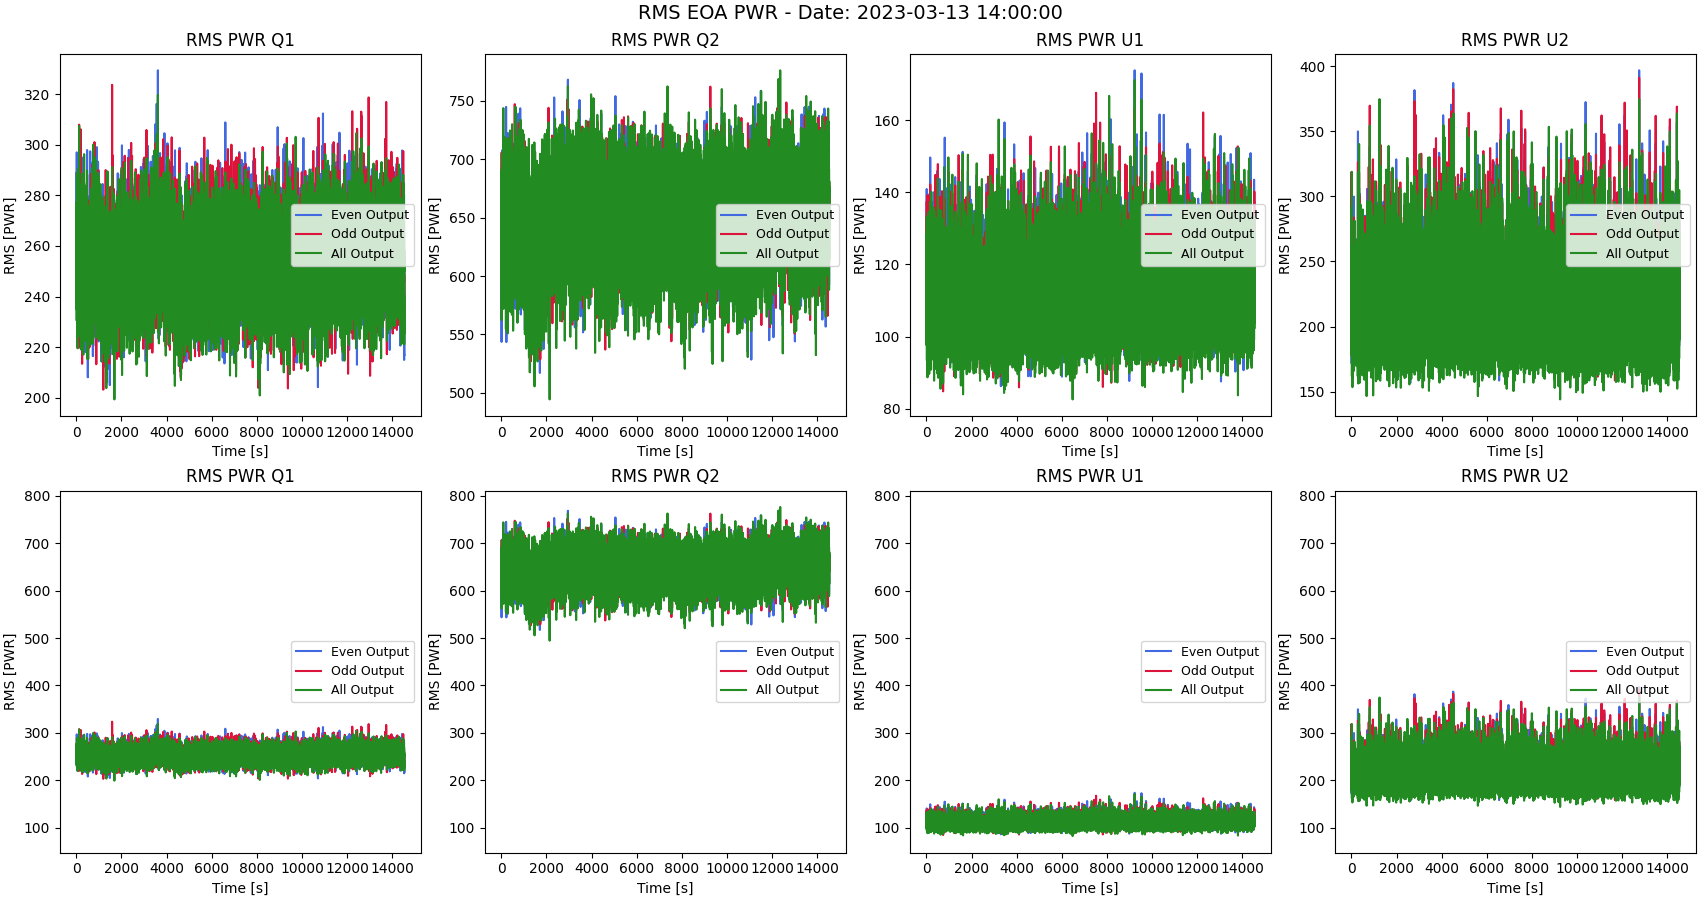 RMS EOA PWR - Date: 2023-03-13 14:00:00
RMS PWR Q1
RMS [PWR]
320
300
280
260
240
220
200
Even Output
Odd Output
All Output
0 2000 4000 6000 8000 10000 12000 14000
Time [s]
RMS PWR Q2
RMS [PWR]
750
700
650
600
550
500
Even Output
Odd Output
All Output
0 2000 4000 6000 8000 10000 12000 14000
Time [s]
RMS PWR U1
RMS [PWR]
160
140
120
100
80
Even Output
Odd Output
All Output
0 2000 4000 6000 8000 10000 12000 14000
Time [s]
RMS PWR U2
RMS [PWR]
400
350
300
250
200
150
Even Output
Odd Output
All Output
0 2000 4000 6000 8000 10000 12000 14000
Time [s]
RMS PWR Q1
RMS [PWR]
800
700
600
500
400
300
200
100
Even Output
Odd Output
All Output
0 2000 4000 6000 8000 10000 12000 14000
Time [s]
RMS PWR Q2
RMS [PWR]
800
700
600
500
400
300
200
100
Even Output
Odd Output
All Output
0 2000 4000 6000 8000 10000 12000 14000
Time [s]
RMS PWR U1
RMS [PWR]
800
700
600
500
400
300
200
100
Even Output
Odd Output
All Output
0 2000 4000 6000 8000 10000 12000 14000
Time [s]
RMS PWR U2
RMS [PWR]
800
700
600
500
400
300
200
100
Even Output
Odd Output
All Output
0 2000 4000 6000 8000 10000 12000 14000
Time [s]